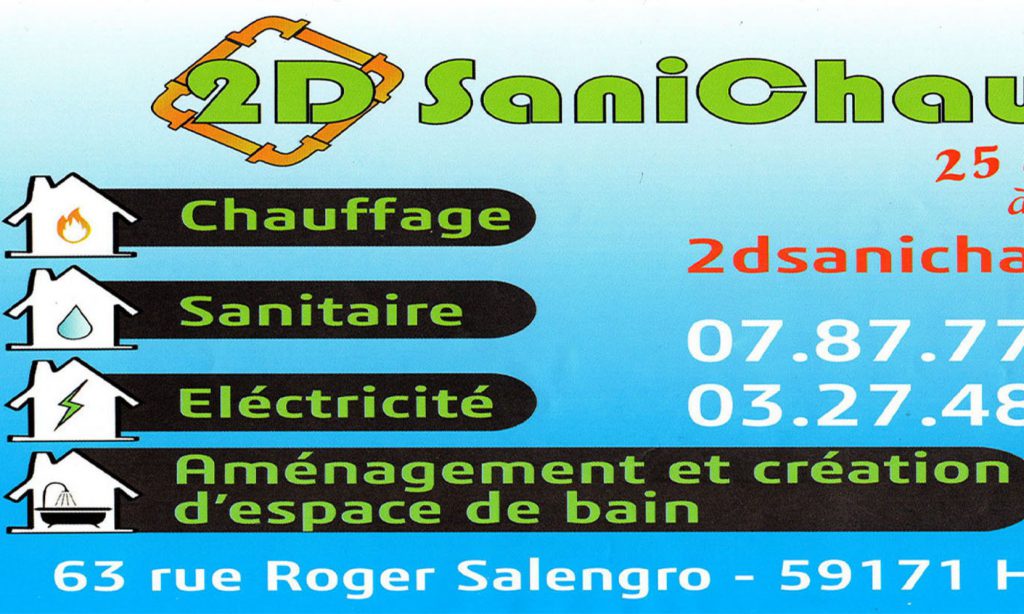 2D SaniChau
25
Chauffage
2dsanicha
Sanitaire
07.87.77
Eléctricité
03.27.48
Aménagement et création
d'espace de bain
63 rue Roger Salengro - 59171 H